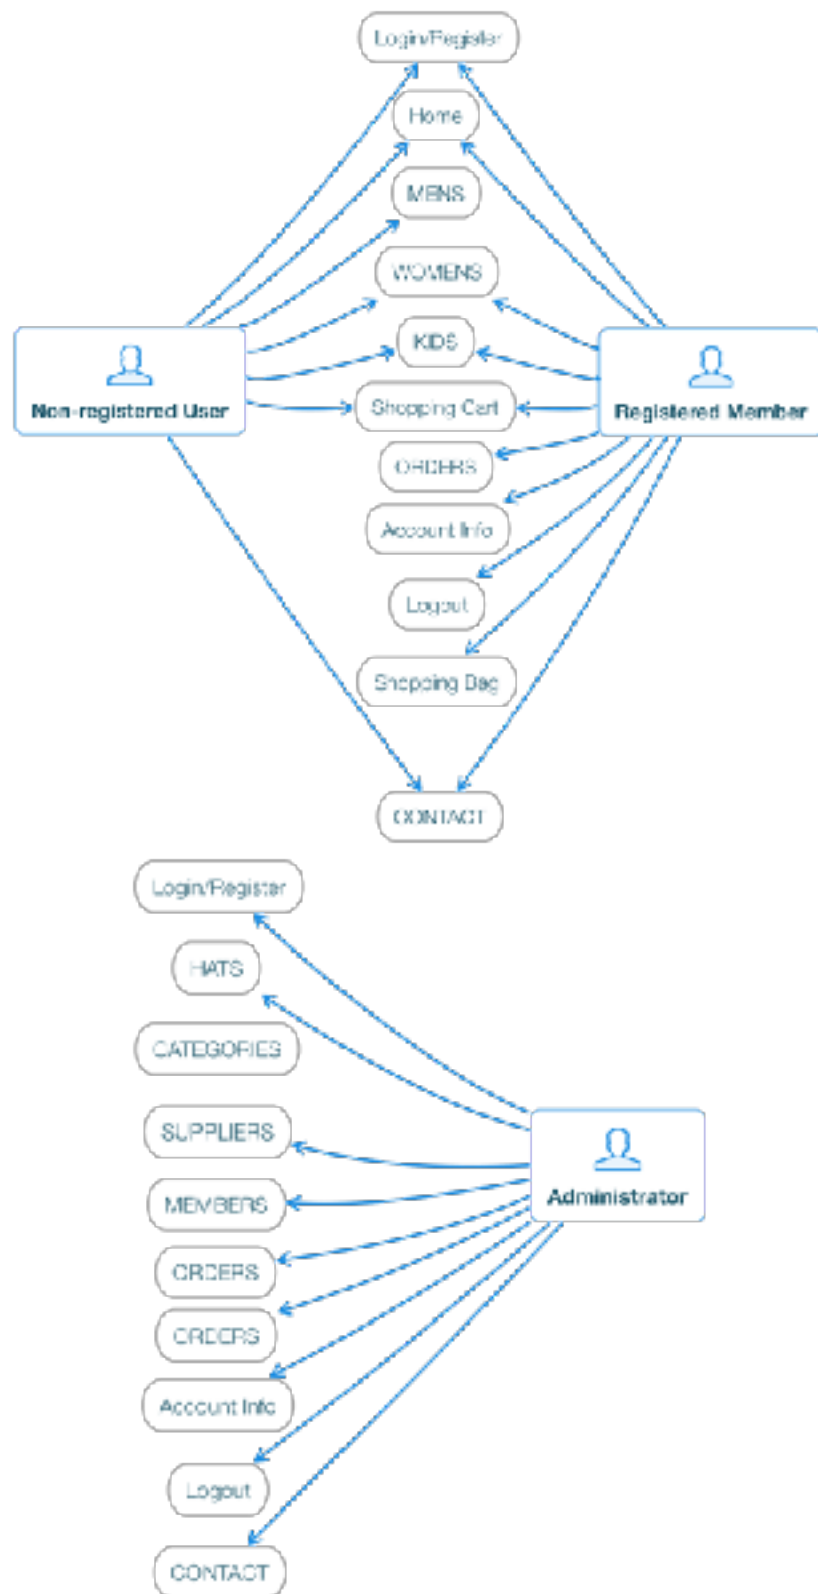 Login/Register
Home
MENS
WOMENS
KIDS
Non-registered User
Shopping Cart
Registered Member
ORDERS
Account Info
Logout
Shopping Bag
CONTACT
Login/Register
HATS
CATEGORIES
SUPPLIERS
Administrator
MEMBERS
ORDERS
ORDERS
Account Info
Logout
CONTACT